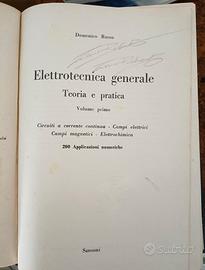 Domenico Russo
Elettrotecnica generale
Teoria e pratica
Volume primo
Circuiti a corrente continua - Campi elettrici
Campi magnetici - Elettrochimica
200 Applicazioni numeriche
Sansoni
subito